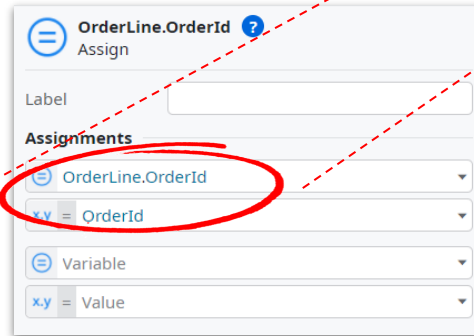 OrderLine.OrderId ?
Assign
Label
Assignments
OrderLine.OrderId
x.y = OrderId
Variable
x.y = Value